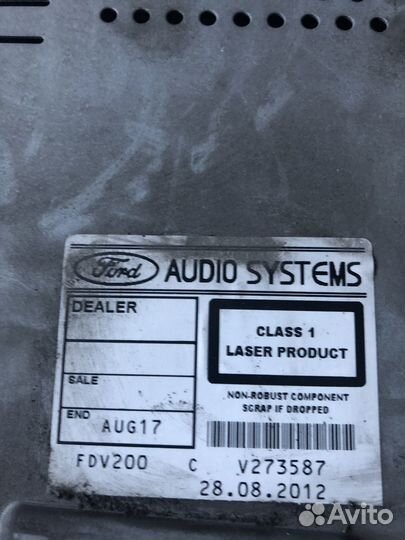 Ford AUDIO SYSTEMS
DEALER
CLASS 1
LASER PRODUCT
SALE
NON-ROBUST COMPONENT
SCRAP IF DROPPED
END AUG17
FDV200 C V273587
28.08.2012
Avito